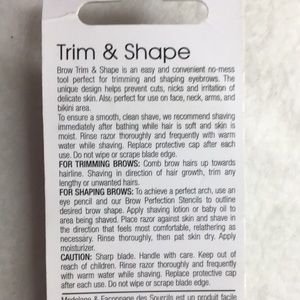 Trim & Shape
Brow Trim & Shape is an easy and convenient no-mess
tool perfect for trimming and shaping eyebrows. The
unique design helps prevent cuts, nicks and irritation of
delicate skin. Also perfect for use on face, neck, arms, and
bikini area.
To ensure a smooth, clean shave, we recommend shaving
immediately after bathing while hair is soft and skin is
moist. Rinse razor thoroughly and frequently with warm
water while shaving. Replace protective cap after each
use. Do not wipe or scrape blade edge.
FOR TRIMMING BROWS: Comb brow hairs up towards
hairline. Shaving in direction of hair growth, trim any
lengthy or unwanted hairs.
FOR SHAPING BROWS: To achieve a perfect arch, use an
eye pencil and our Brow Perfection Stencils to outline
desired brow shape. Apply shaving lotion or baby oil to
area being shaved. Place razor against skin and shave in
the direction that feels most comfortable, relathering as
necessary. Rinse thoroughly, then pat skin dry. Apply
moisturizer.
CAUTION: Sharp blade. Handle with care. Keep out of
reach of children. Rinse razor thoroughly and frequently
with warm water while shaving. Replace protective cap
after each use. Do not wipe or scrape blade edge.
Modelage & Façonnage des Sourcils est un produit facile